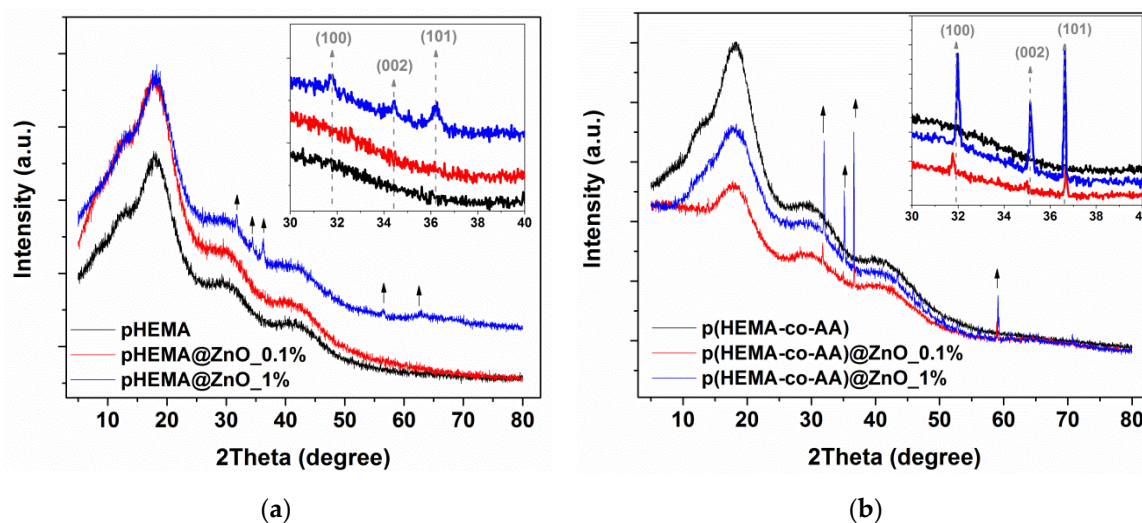 (100)
(002)
(101)
30 32 34 36 38 40
Intensity (a.u.)
pHEMA
pHEMA@ZnO_0.1%
pHEMA@ZnO_1%
10 20 30 40 50 60 70 80
2Theta (degree)
(a)
(100)
(002)
(101)
30 32 34 36 38 40
Intensity (a.u.)
p(HEMA-co-AA)
p(HEMA-co-AA)@ZnO_0.1%
p(HEMA-co-AA)@ZnO_1%
10 20 30 40 50 60 70 80
2Theta (degree)
(b)